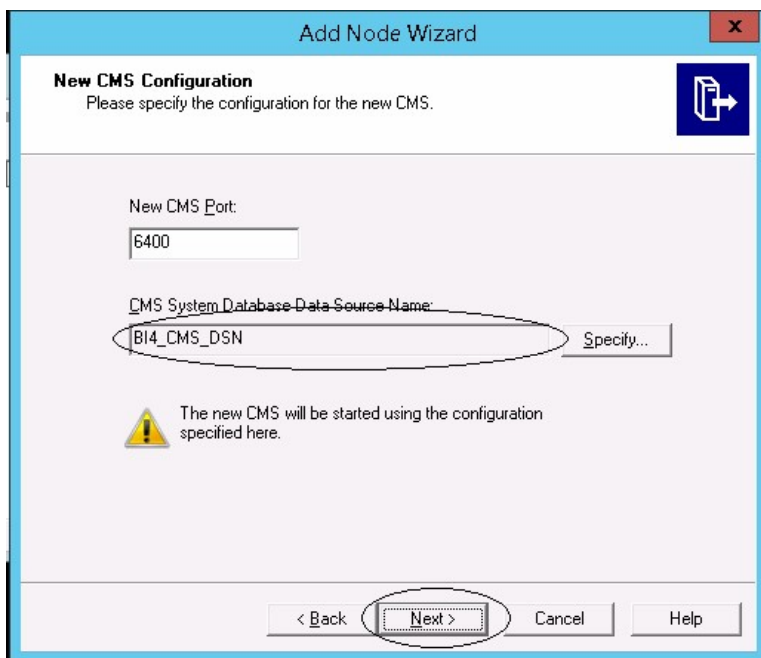 Add Node Wizard
x
New CMS Configuration
Please specify the configuration for the new CMS.
New CMS Port:
6400
CMS System Database Data Source Name:
BI4_CMS_DSN
Specify...
The new CMS will be started using the configuration
specified here.
< Back
Next >
Cancel
Help